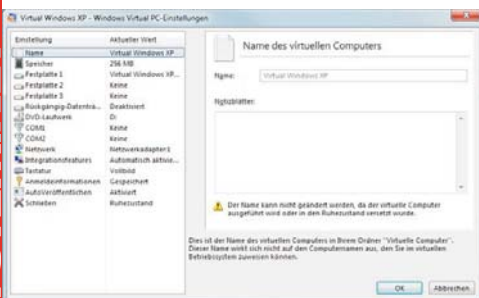 Virtual Windows XP - Windows Virtual PC-Einstellungen
Einstellung Aktueller Wert
Name Virtual Windows XP
Speicher 256 MB
Festplatte 1 Virtual Windows XP...
Festplatte 2 Keine
Festplatte 3 Keine
Rückgängig-Datenträ... Deaktiviert
DVD-Laufwerk D:
COM1 Keine
COM2 Keine
Netzwerk Netzwerkadapter:1
Integrationsfeatures Automatisch aktivie...
Tastatur Vollbild
Anmeldeinformationen Gespeichert
AutoVeröffentlichen Aktiviert
Schließen Ruhezustand
Name des virtuellen Computers
Name: Virtual Windows XP
Notizblätter:
Der Name kann nicht geändert werden, da der virtuelle Computer
ausgeführt wird oder in den Ruhezustand versetzt wurde.
Dies ist der Name des virtuellen Computers in Ihrem Ordner "Virtuelle Computer".
Dieser Name wirkt sich nicht auf den Computernamen aus, den Sie im virtuellen
Betriebssystem zuweisen können.
OK Abbrechen